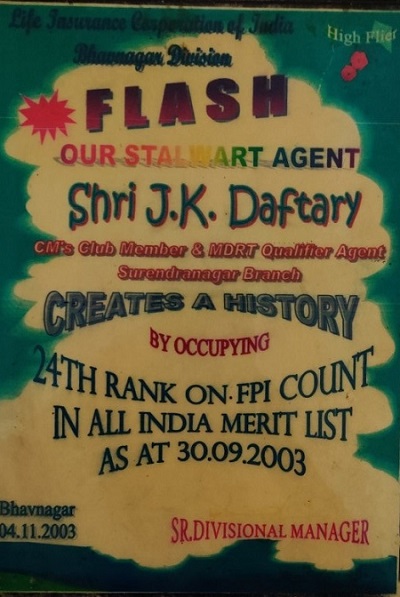 Life Insurance Corporation of India
Bhavnagar Division
High Flier
FLASH
OUR STALWART AGENT
Shri J.K. Daftary
CM's Club Member & MDRT Qualifier Agent
Surendranagar Branch
CREATES A HISTORY
BY OCCUPYING
24TH RANK ON FPI COUNT
IN ALL INDIA MERIT LIST
AS AT 30.09.2003
Bhavnagar
04.11.2003
SR.DIVISIONAL MANAGER